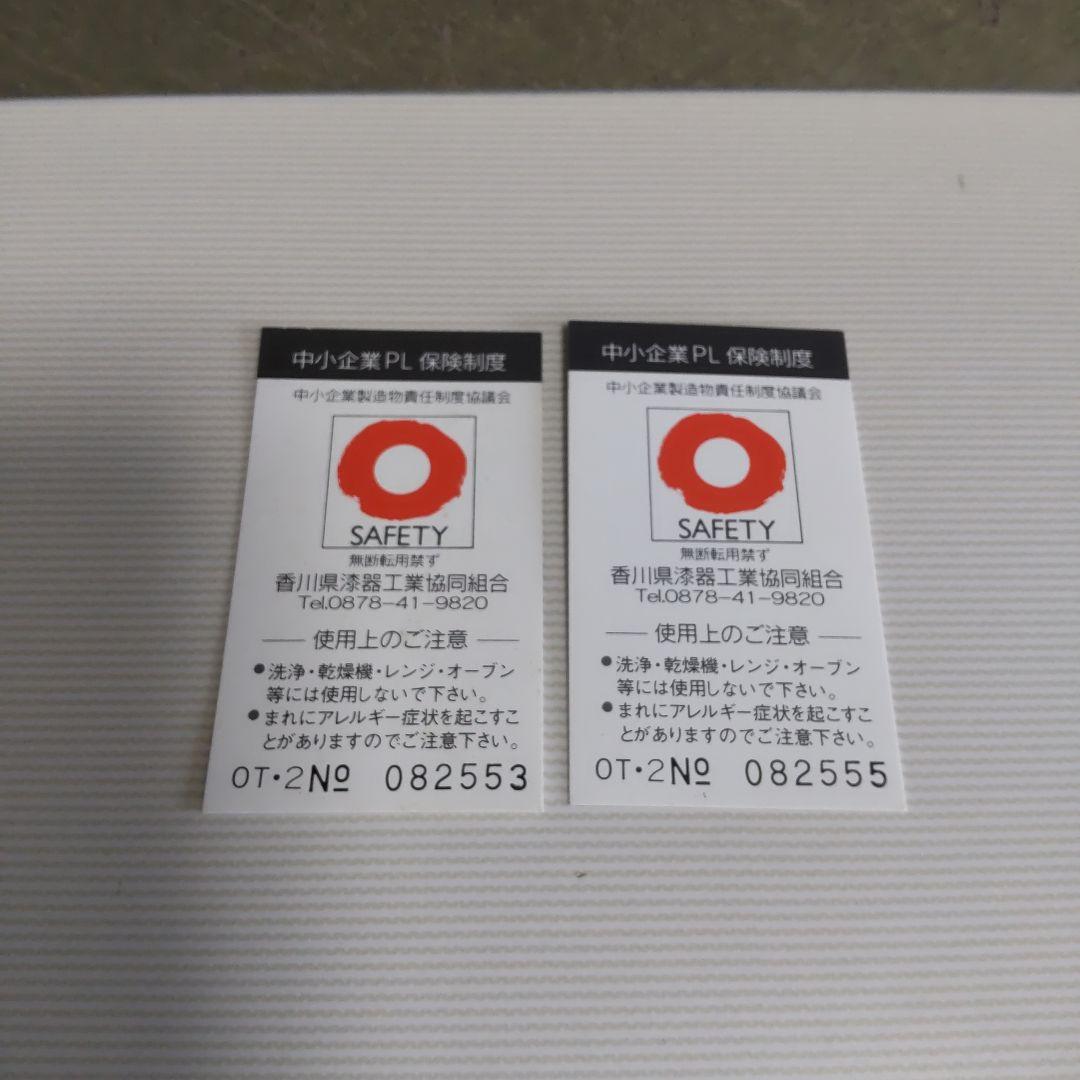 中小企業PL 保険制度
中小企業製造物責任制度協議会
SAFETY
無断転用禁ず
香川県漆器工業協同組合
Tel.0878-41-9820
使用上のご注意
●洗浄・乾燥機・レンジ・オーブン
等には使用しないで下さい。
●まれにアレルギー症状を起こすこ
とがありますのでご注意下さい。
OT・2 No 082553
中小企業PL 保険制度
中小企業製造物責任制度協議会
SAFETY
無断転用禁ず
香川県漆器工業協同組合
Tel.0878-41-9820
使用上のご注意
●洗浄・乾燥機・レンジ・オーブン
等には使用しないで下さい。
●まれにアレルギー症状を起こすこ
とがありますのでご注意下さい。
OT・2 No 082555